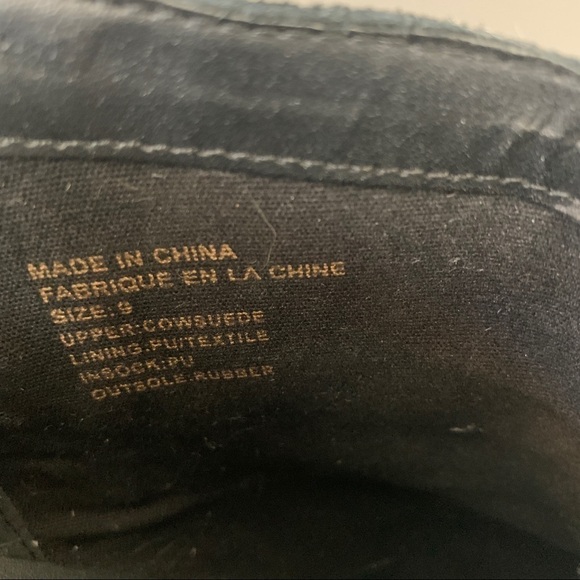 MADE IN CHINA
FABRIQUE EN LA CHINE
SIZE: 9
UPPER:COWSUEDE
LINING:PU/TEXTILE
INSOCK:PU
OUTSOLE:RUBBER